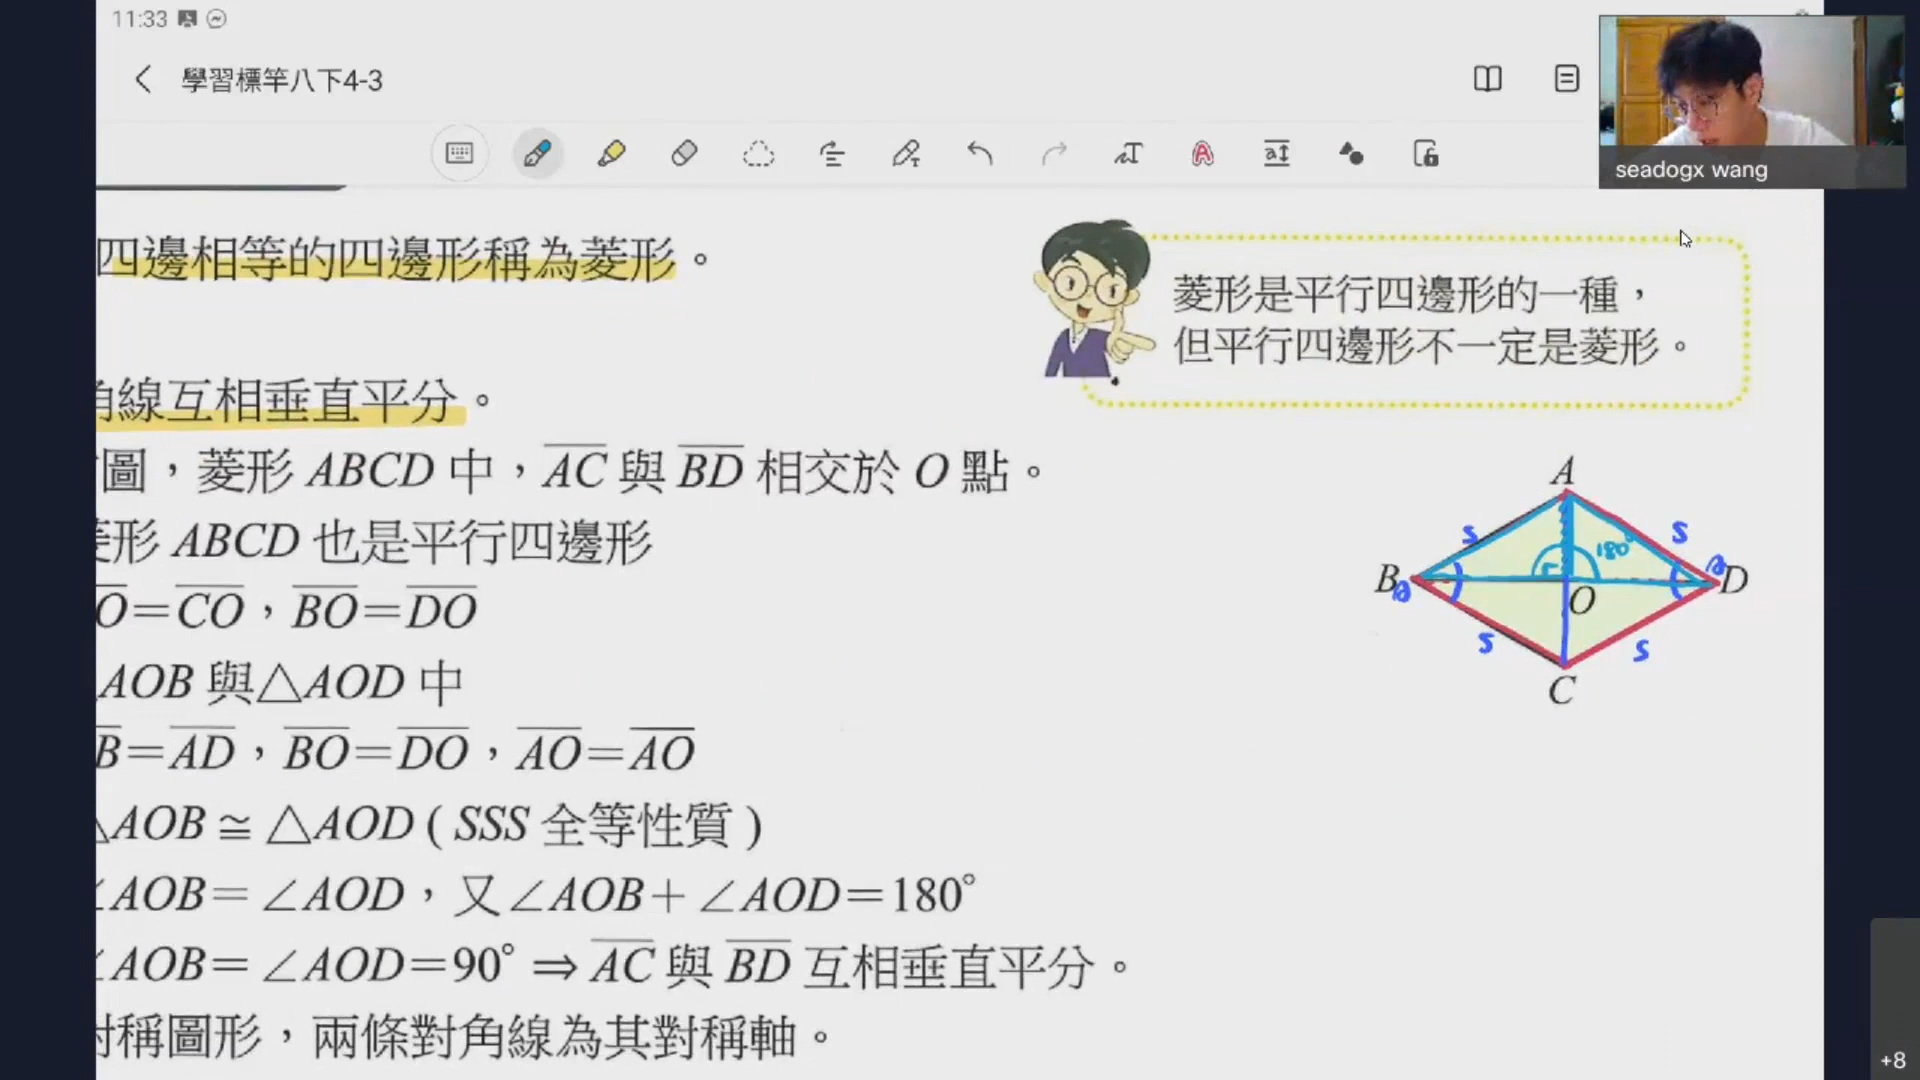 11:33
學習標竿八下4-3
seadogx wang
四邊相等的四邊形稱為菱形。
菱形是平行四邊形的一種，
但平行四邊形不一定是菱形。
角線互相垂直平分。
圖，菱形 ABCD 中，AC 與 BD 相交於 O 點。
菱形 ABCD 也是平行四邊形
O=CO，BO=DO
AOB 與△AOD 中
B=AD，BO=DO，AO=AO
△AOB ≅ △AOD ( SSS 全等性質 )
∠AOB= ∠AOD，又∠AOB+ ∠AOD=180°
∠AOB= ∠AOD=90° ⇒ AC 與 BD 互相垂直平分。
對稱圖形，兩條對角線為其對稱軸。
A
S
S
180°
B
O
D
S
S
C
+8